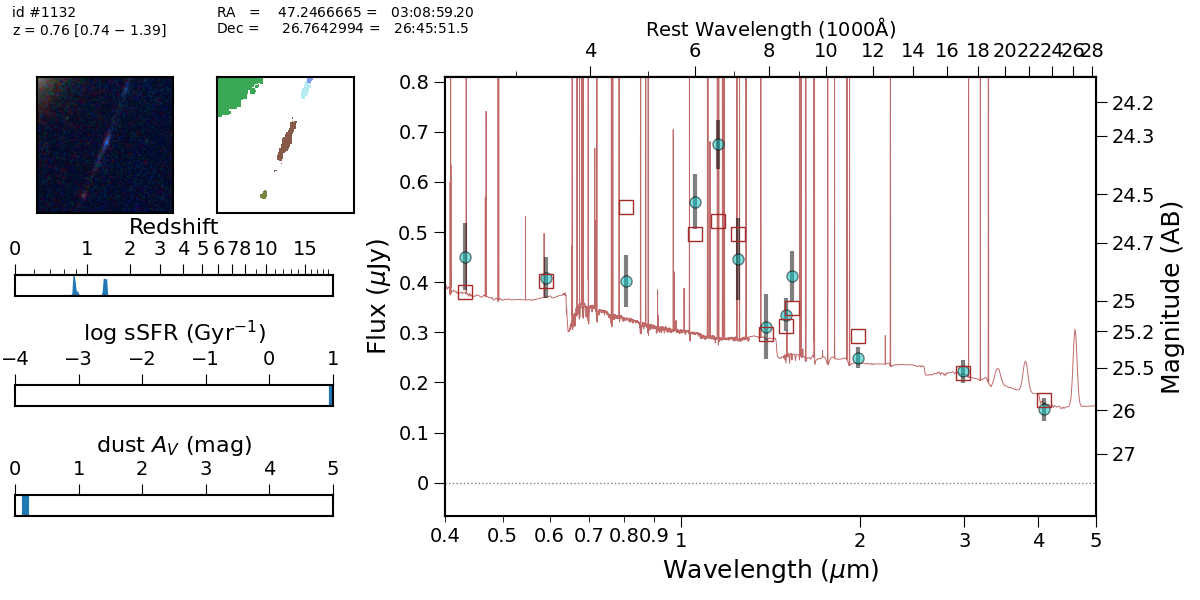 id #1132
z = 0.76 [0.74 − 1.39]
RA = 47.2466665 = 03:08:59.20
Dec = 26.7642994 = 26:45:51.5
Redshift
0 1 2 3 4 5 6 7 8 10 15
log sSFR (Gyr⁻¹)
−4 −3 −2 −1 0 1
dust A_V (mag)
0 1 2 3 4 5
Rest Wavelength (1000Å)
4 6 8 10 12 14 16 18 20 22 24 26 28
Flux (μJy)
0.8
0.7
0.6
0.5
0.4
0.3
0.2
0.1
0
24.2
24.3
24.5
24.7
25
25.2
25.5
26
27
Magnitude (AB)
0.4 0.5 0.6 0.7 0.8 0.9 1 2 3 4 5
Wavelength (μm)